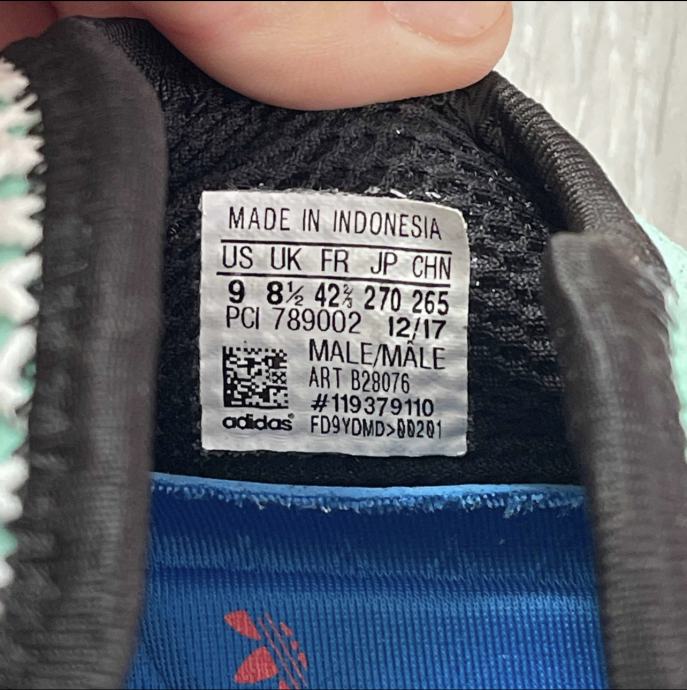 MADE IN INDONESIA
US UK FR JP CHN
9 8½ 42⅔ 270 265
PCI 789002 12/17
MALE/MÂLE
ART B28076
#119379110
adidas® FD9YDMD>00201